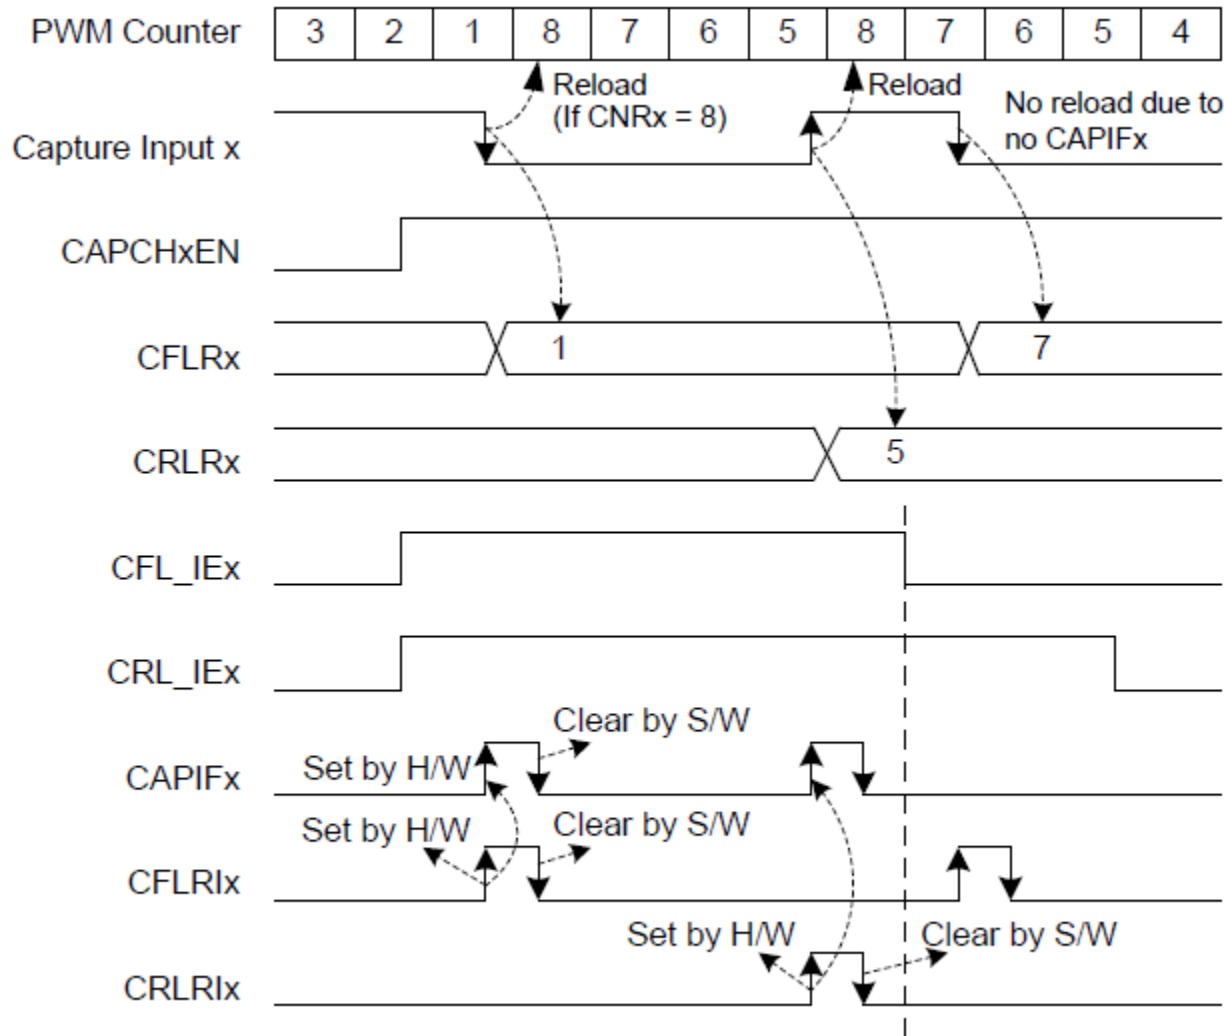 PWM Counter 3 2 1 8 7 6 5 8 7 6 5 4
Reload
(If CNRx = 8)
Reload
No reload due to
no CAPIFx
Capture Input x
CAPCHxEN
CFLRx 1 7
CRLRx 5
CFL_IEx
CRL_IEx
Clear by S/W
CAPIFx Set by H/W
Set by H/W Clear by S/W
CFLRIx
Set by H/W Clear by S/W
CRLRIx